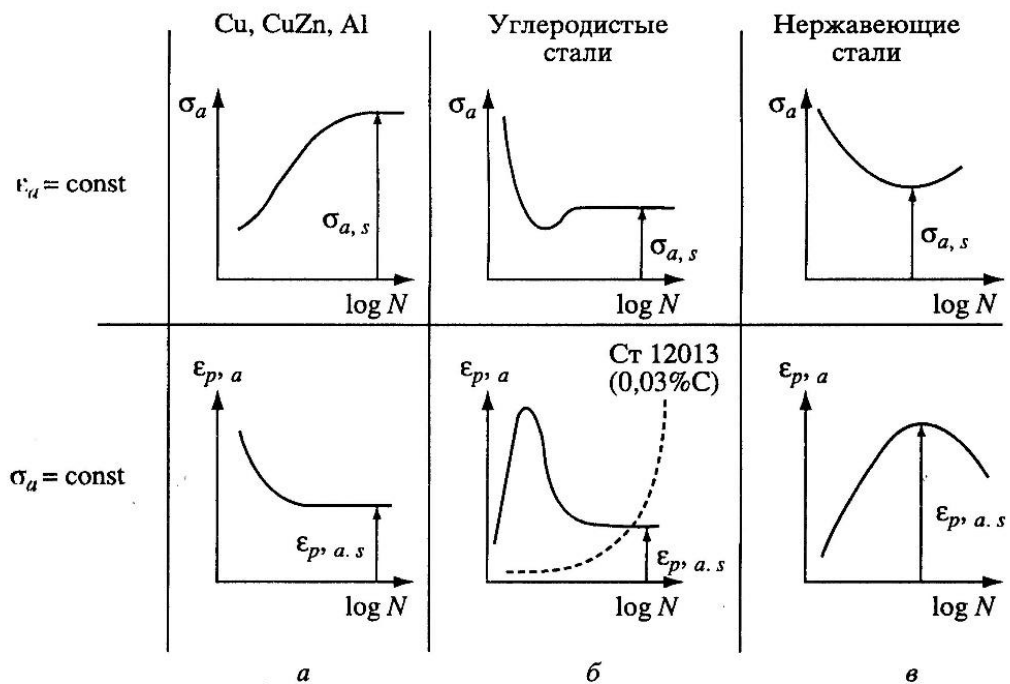 Cu, CuZn, Al
Углеродистые
стали
Нержавеющие
стали
εa = const
σa
σa, s
log N
σa
σa, s
log N
σa
σa, s
log N
σa = const
εp, a
εp, a. s
log N
εp, a
Ст 12013
(0,03%C)
εp, a. s
log N
εp, a
εp, a. s
log N
а
б
в